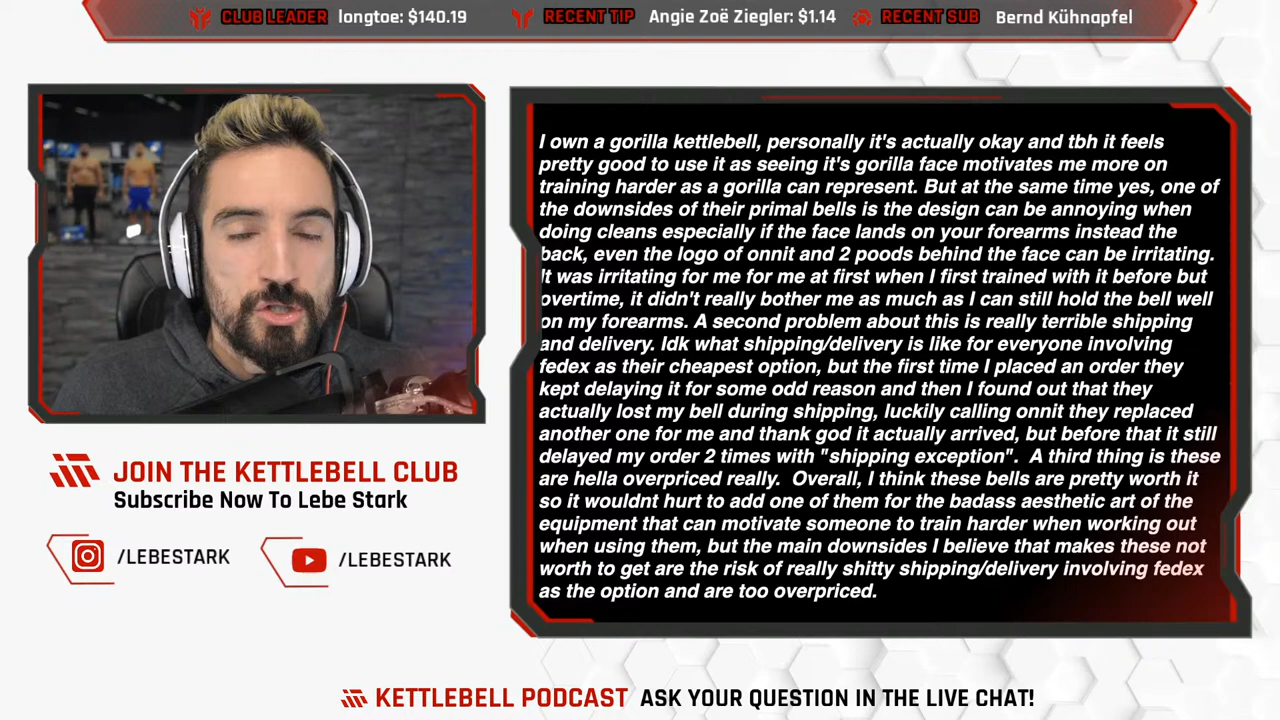 CLUB LEADER longtoe: $140.19 RECENT TIP Angie Zoë Ziegler: $1.14 RECENT SUB Bernd Kühnapfel
I own a gorilla kettlebell, personally it's actually okay and tbh it feels
pretty good to use it as seeing it's gorilla face motivates me more on
training harder as a gorilla can represent. But at the same time yes, one of
the downsides of their primal bells is the design can be annoying when
doing cleans especially if the face lands on your forearms instead the
back, even the logo of onnit and 2 poods behind the face can be irritating.
It was irritating for me for me at first when I first trained with it before but
overtime, it didn't really bother me as much as I can still hold the bell well
on my forearms. A second problem about this is really terrible shipping
and delivery. Idk what shipping/delivery is like for everyone involving
fedex as their cheapest option, but the first time I placed an order they
kept delaying it for some odd reason and then I found out that they
actually lost my bell during shipping, luckily calling onnit they replaced
another one for me and thank god it actually arrived, but before that it still
delayed my order 2 times with "shipping exception". A third thing is these
are hella overpriced really. Overall, I think these bells are pretty worth it
so it wouldnt hurt to add one of them for the badass aesthetic art of the
equipment that can motivate someone to train harder when working out
when using them, but the main downsides I believe that makes these not
worth to get are the risk of really shitty shipping/delivery involving fedex
as the option and are too overpriced.
JOIN THE KETTLEBELL CLUB
Subscribe Now To Lebe Stark
/LEBESTARK /LEBESTARK
KETTLEBELL PODCAST ASK YOUR QUESTION IN THE LIVE CHAT!